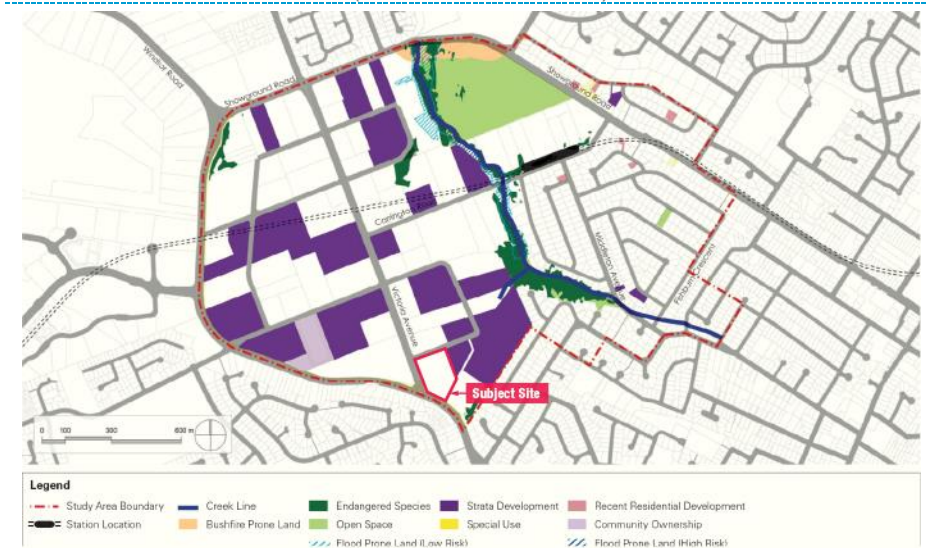 Windsor Road
Showground Road
Showground Road
Carrington Road
Middleton Avenue
Fishburn Crescent
Victoria Avenue
Subject Site
0 100 300 600 m
Legend
Study Area Boundary Creek Line Endangered Species Strata Development Recent Residential Development
Station Location Bushfire Prone Land Open Space Special Use Community Ownership
Flood Prone Land (Low Risk) Flood Prone Land (High Risk)